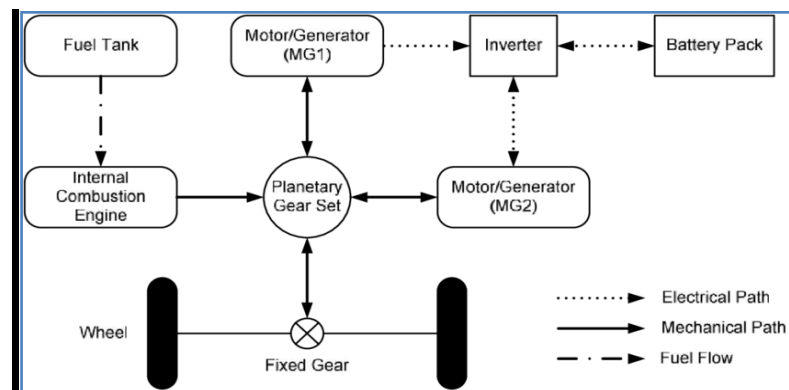 Fuel Tank
Motor/Generator
(MG1)
Inverter
Battery Pack
Internal
Combustion
Engine
Planetary
Gear Set
Motor/Generator
(MG2)
Wheel
Fixed Gear
Electrical Path
Mechanical Path
Fuel Flow